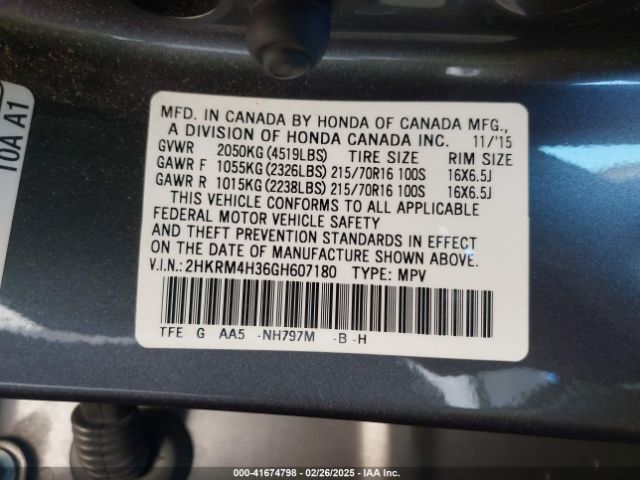 MFD. IN CANADA BY HONDA OF CANADA MFG.,
A DIVISION OF HONDA CANADA INC. 11/'15
GVWR 2050KG (4519LBS) TIRE SIZE RIM SIZE
GAWR F 1055KG (2326LBS) 215/70R16 100S 16X6.5J
GAWR R 1015KG (2238LBS) 215/70R16 100S 16X6.5J
THIS VEHICLE CONFORMS TO ALL APPLICABLE
FEDERAL MOTOR VEHICLE SAFETY
AND THEFT PREVENTION STANDARDS IN EFFECT
ON THE DATE OF MANUFACTURE SHOWN ABOVE.
V.I.N.: 2HKRM4H36GH607180 TYPE: MPV
TFE G AA5 -NH797M -B -H
10A A1
000-41674798 - 02/26/2025 - IAA Inc.